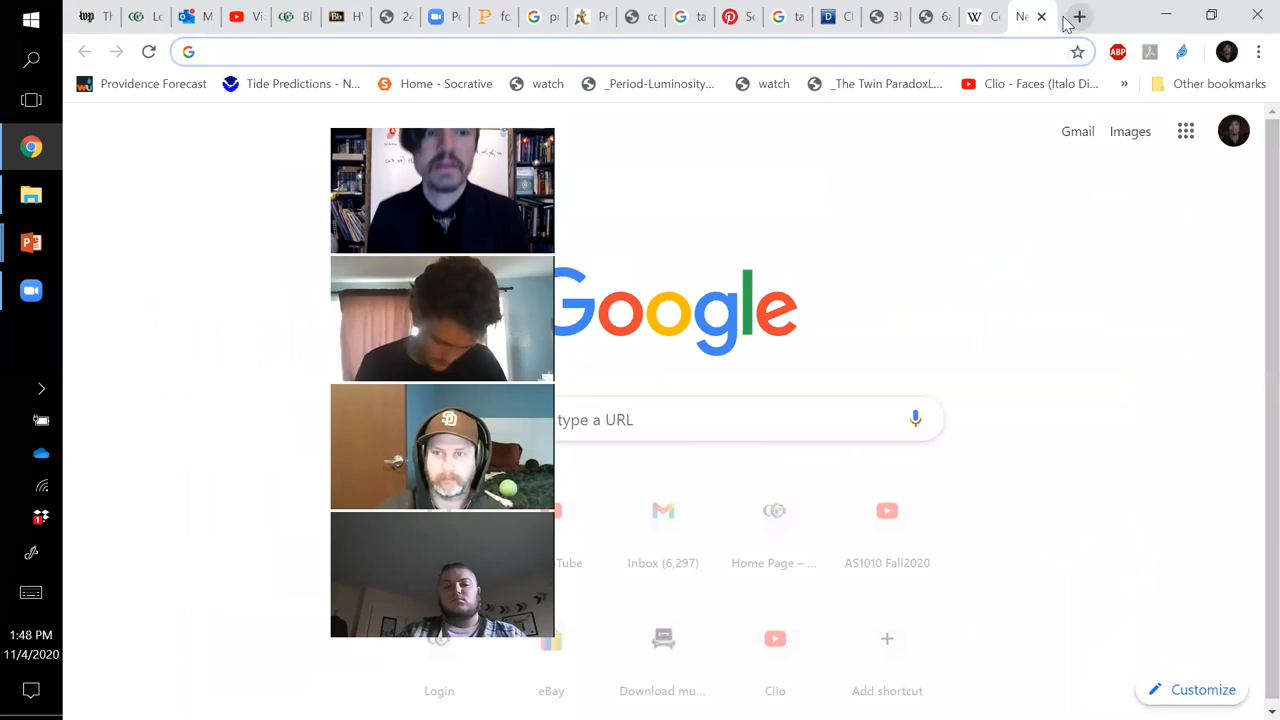 Providence Forecast
Tide Predictions - N...
Home - Socrative
watch
_Period-Luminosity...
watch
_The Twin ParadoxL...
Clio - Faces (Italo Di...
»
Other bookmarks
ABP
Gmail
Images
Google
type a URL
Tube
Inbox (6,297)
Home Page – ...
AS1010 Fall2020
Login
eBay
Download mu...
Clio
Add shortcut
Customize
1:48 PM
11/4/2020